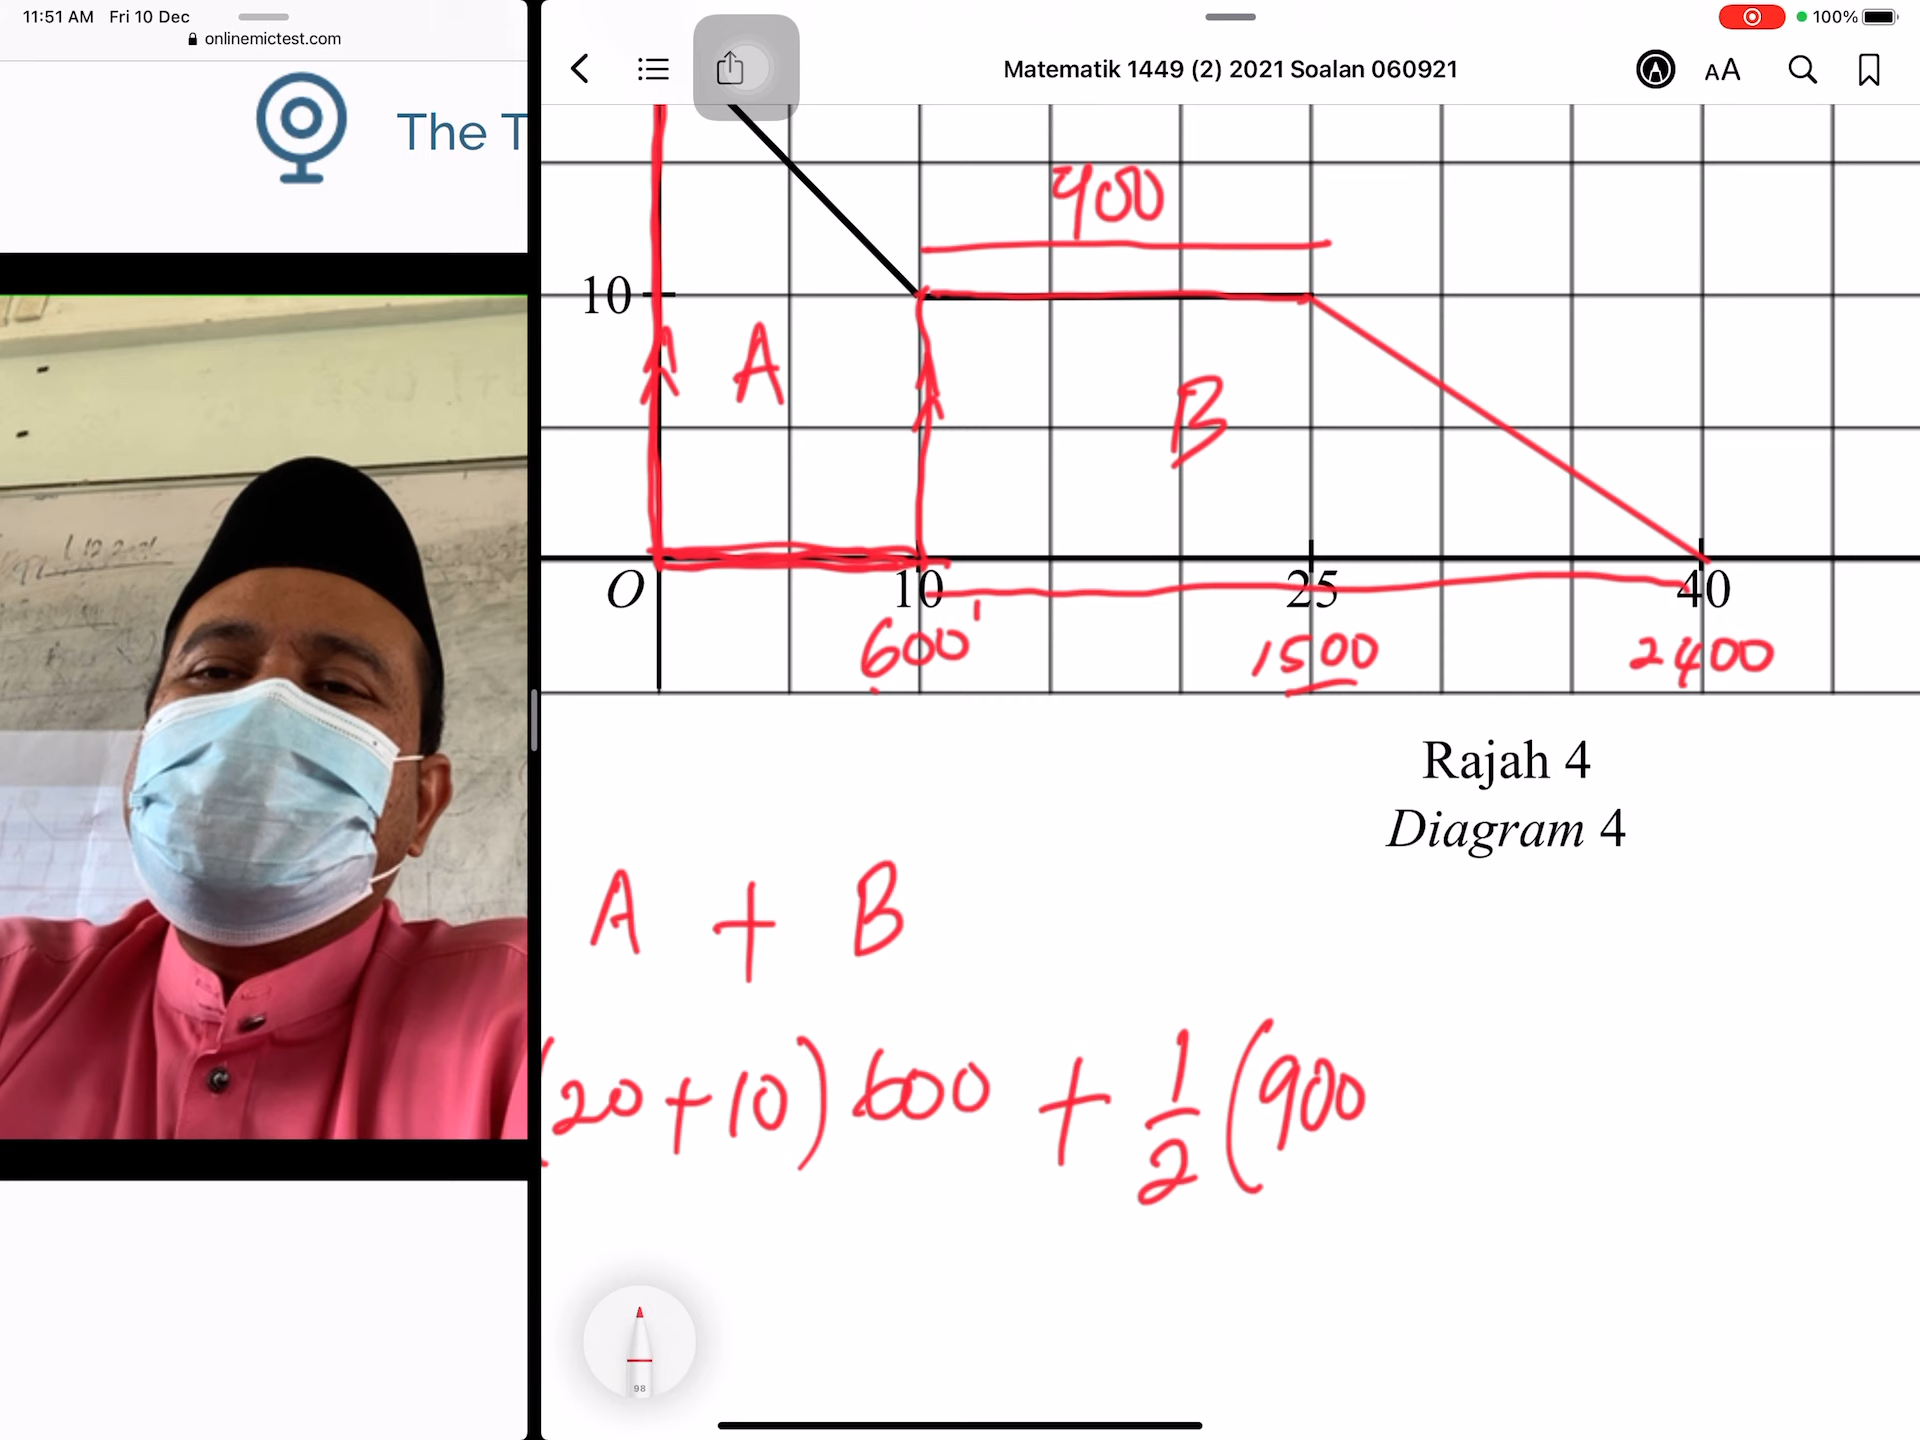 11:51 AM Fri 10 Dec
onlinemictest.com
The T
100%
Matematik 1449 (2) 2021 Soalan 060921
AA
900
10
A
B
O
10
25
40
600
1500
2400
Rajah 4
Diagram 4
A + B
(20+10) 600 + 1/2 (900
98